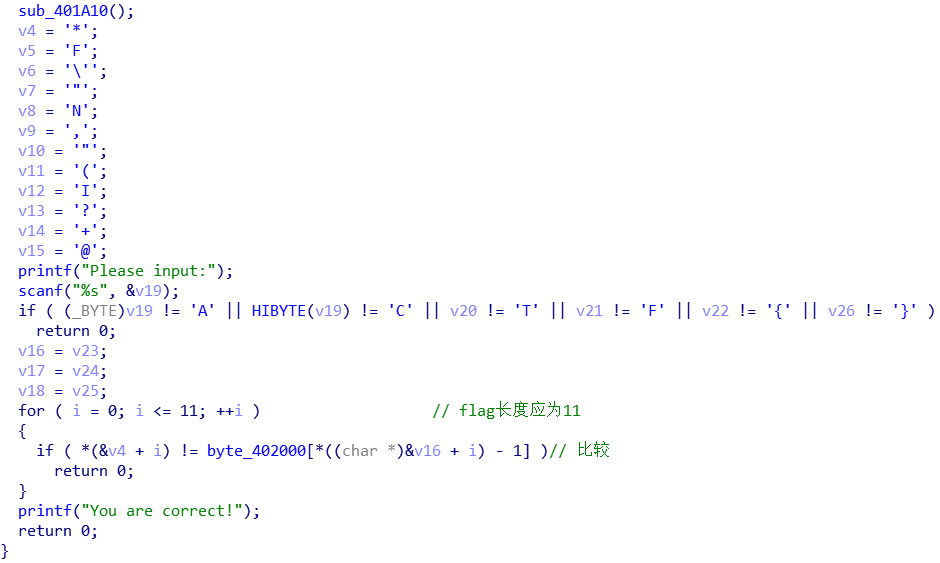 sub_401A10();
v4 = '*';
v5 = 'F';
v6 = '\'';
v7 = '"';
v8 = 'N';
v9 = ',';
v10 = '"';
v11 = '(';
v12 = 'I';
v13 = '?';
v14 = '+';
v15 = '@';
printf("Please input:");
scanf("%s", &v19);
if ( (_BYTE)v19 != 'A' || HIBYTE(v19) != 'C' || v20 != 'T' || v21 != 'F' || v22 != '{' || v26 != '}' )
return 0;
v16 = v23;
v17 = v24;
v18 = v25;
for ( i = 0; i <= 11; ++i ) // flag长度应为11
{
if ( *(&v4 + i) != byte_402000[*((char *)&v16 + i) - 1] )// 比较
return 0;
}
printf("You are correct!");
return 0;
}